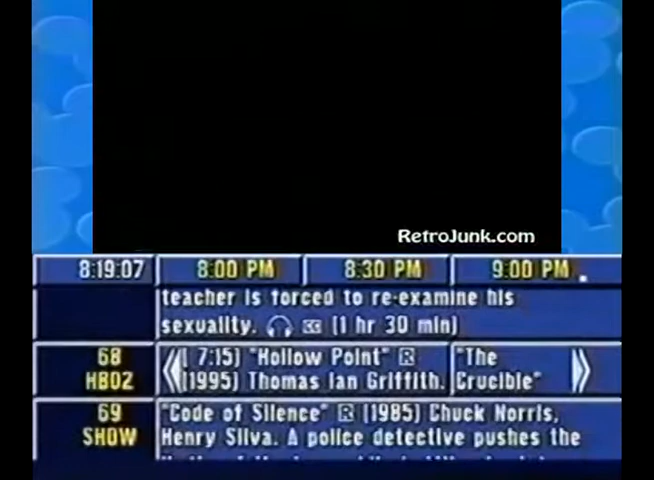 RetroJunk.com
8:19:07 8:00 PM 8:30 PM 9:00 PM
teacher is forced to re-examine his
sexuality. CC (1 hr 30 min)
68 ( 7:15) "Hollow Point" R "The
HBO2 (1995) Thomas Ian Griffith. Crucible"
69 "Code of Silence" R (1985) Chuck Norris,
SHOW Henry Silva. A police detective pushes the